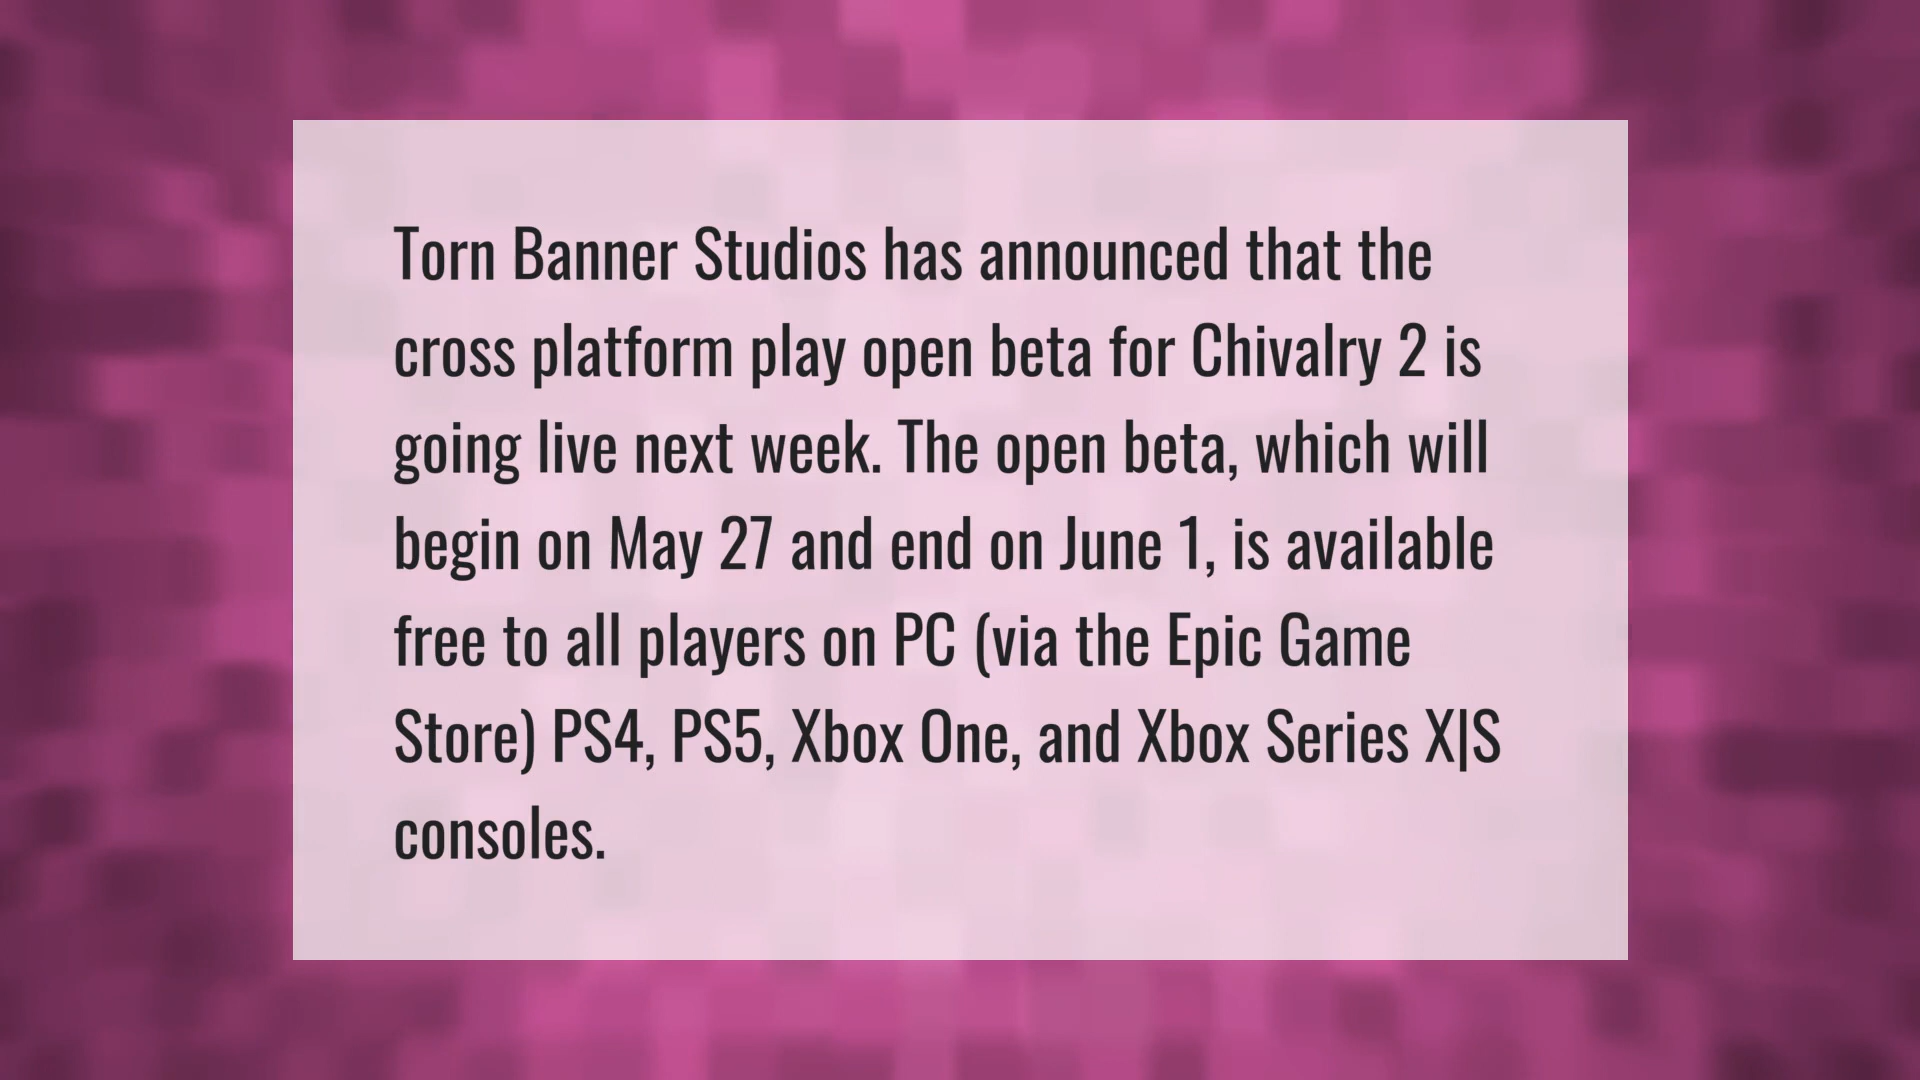 Torn Banner Studios has announced that the
cross platform play open beta for Chivalry 2 is
going live next week. The open beta, which will
begin on May 27 and end on June 1, is available
free to all players on PC (via the Epic Game
Store) PS4, PS5, Xbox One, and Xbox Series X|S
consoles.